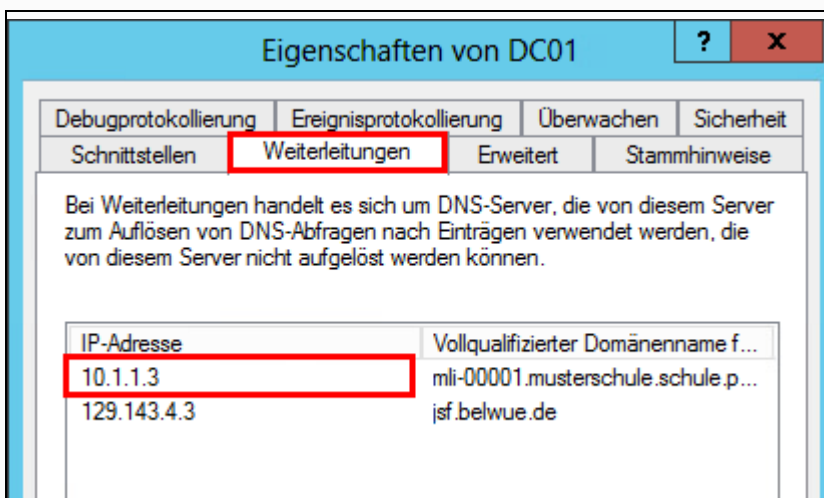 Eigenschaften von DC01
?
x
Debugprotokollierung Ereignisprotokollierung Überwachen Sicherheit
Schnittstellen Weiterleitungen Erweitert Stammhinweise
Bei Weiterleitungen handelt es sich um DNS-Server, die von diesem Server
zum Auflösen von DNS-Abfragen nach Einträgen verwendet werden, die
von diesem Server nicht aufgelöst werden können.
IP-Adresse Vollqualifizierter Domänenname f...
10.1.1.3 mli-00001.musterschule.schule.p...
129.143.4.3 jsf.belwue.de